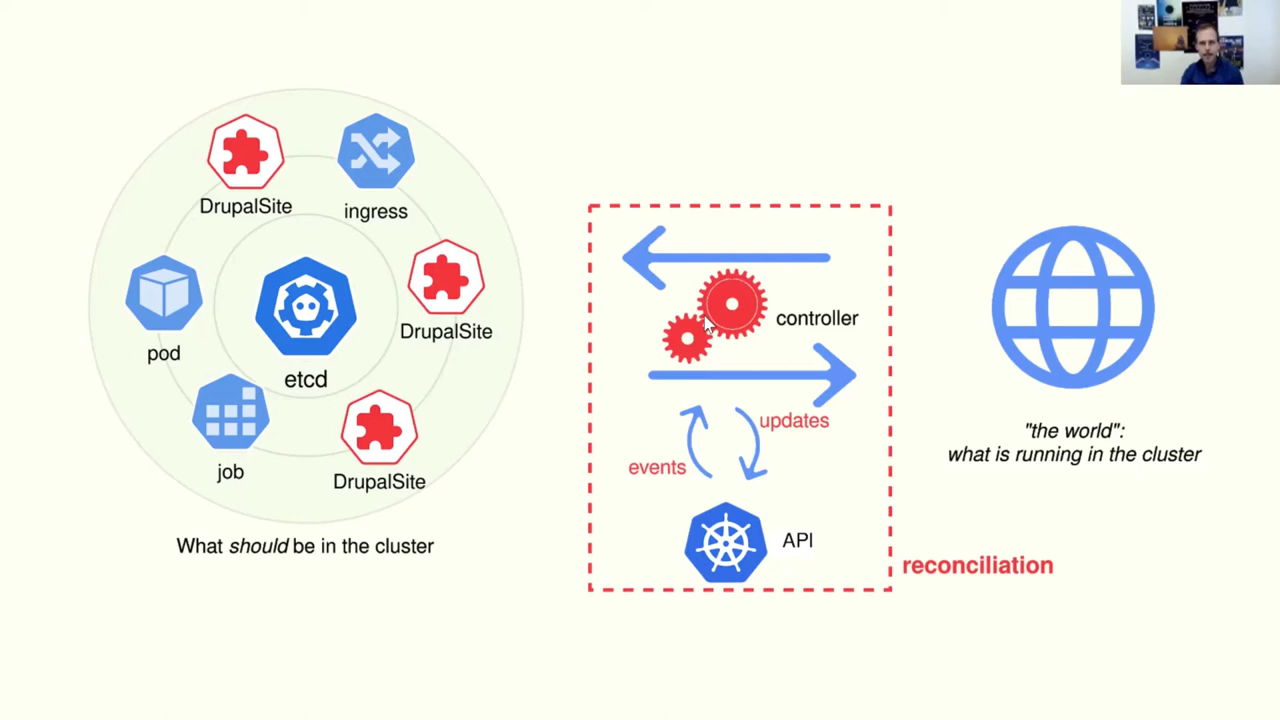 DrupalSite
ingress
DrupalSite
pod
etcd
job
DrupalSite
What should be in the cluster
controller
updates
events
API
reconciliation
"the world":
what is running in the cluster